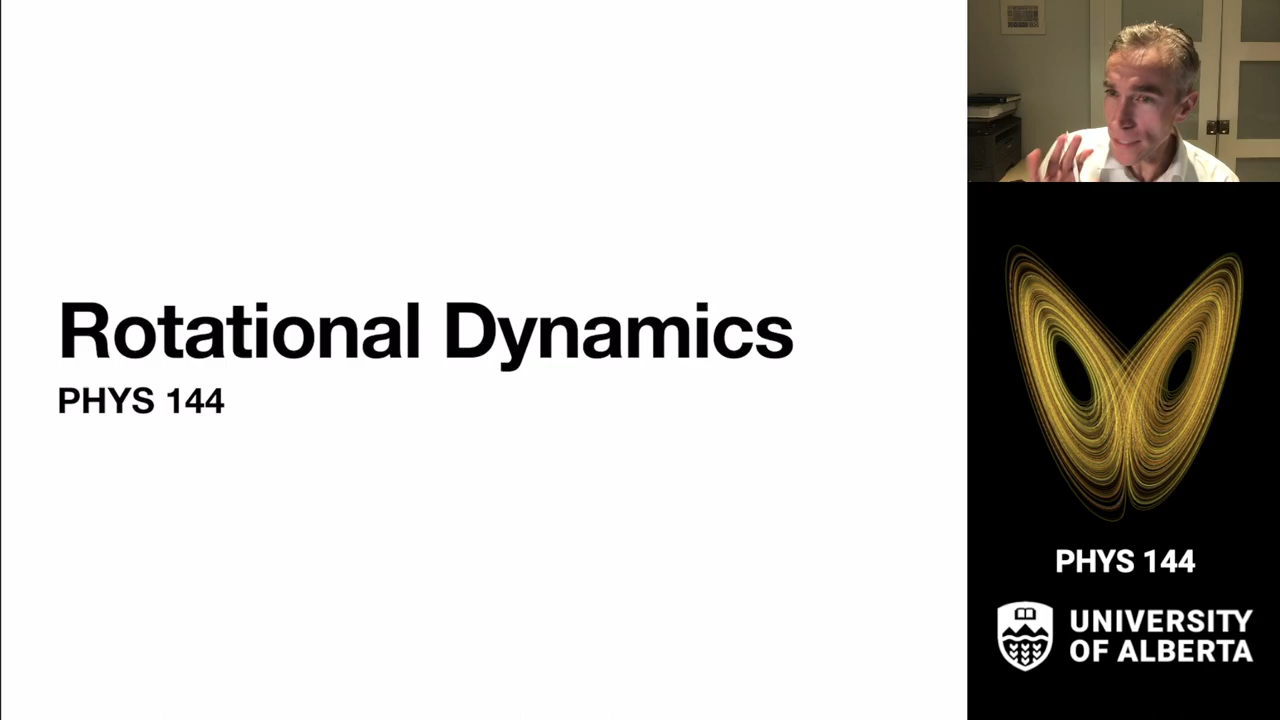 Rotational Dynamics
PHYS 144
PHYS 144
UNIVERSITY
OF ALBERTA